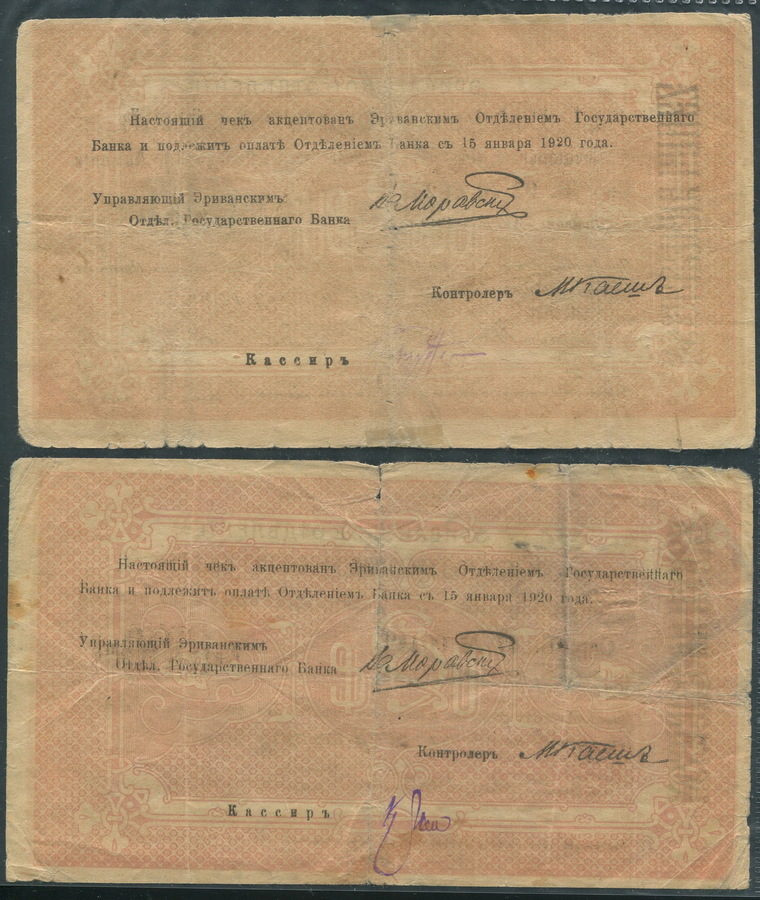 Настоящій чекъ акцептованъ Эриванскимъ Отдѣленіемъ Государственнаго
Банка и подлежитъ оплатѣ Отдѣленіемъ Банка съ 15 января 1920 года.
Управляющій Эриванскимъ
Отдѣл. Государственнаго Банка
Контролеръ
Кассиръ
Настоящій чекъ акцептованъ Эриванскимъ Отдѣленіемъ Государственнаго
Банка и подлежитъ оплатѣ Отдѣленіемъ Банка съ 15 января 1920 года.
Управляющій Эриванскимъ
Отдѣл. Государственнаго Банка
Контролеръ
Кассиръ